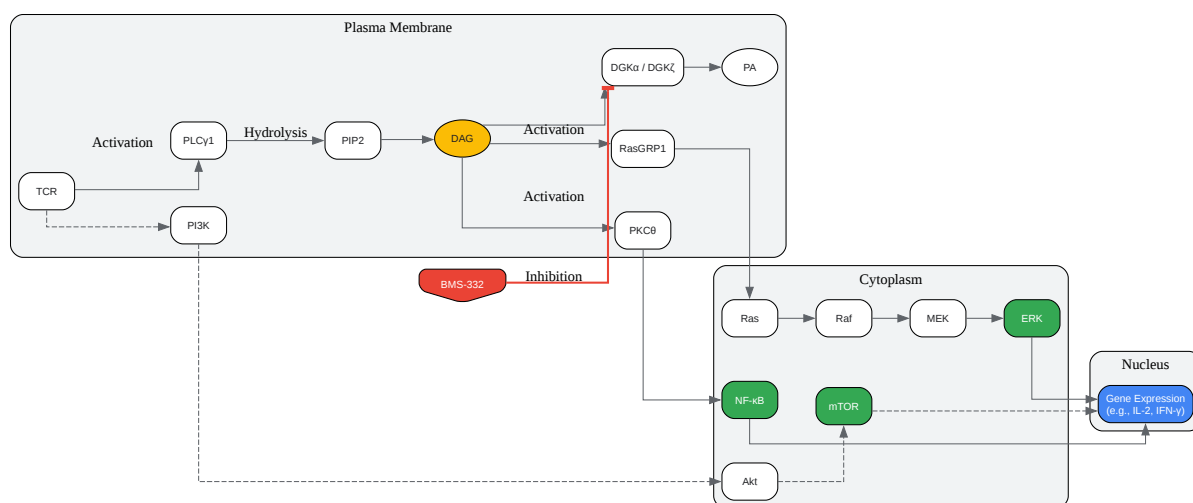 Plasma Membrane
DGKα / DGKζ
PA
Activation
PLCγ1
Hydrolysis
PIP2
DAG
Activation
RasGRP1
TCR
PI3K
Activation
PKCθ
BMS-332
Inhibition
Cytoplasm
Ras
Raf
MEK
ERK
Nucleus
NF-κB
mTOR
Gene Expression
(e.g., IL-2, IFN-γ)
Akt